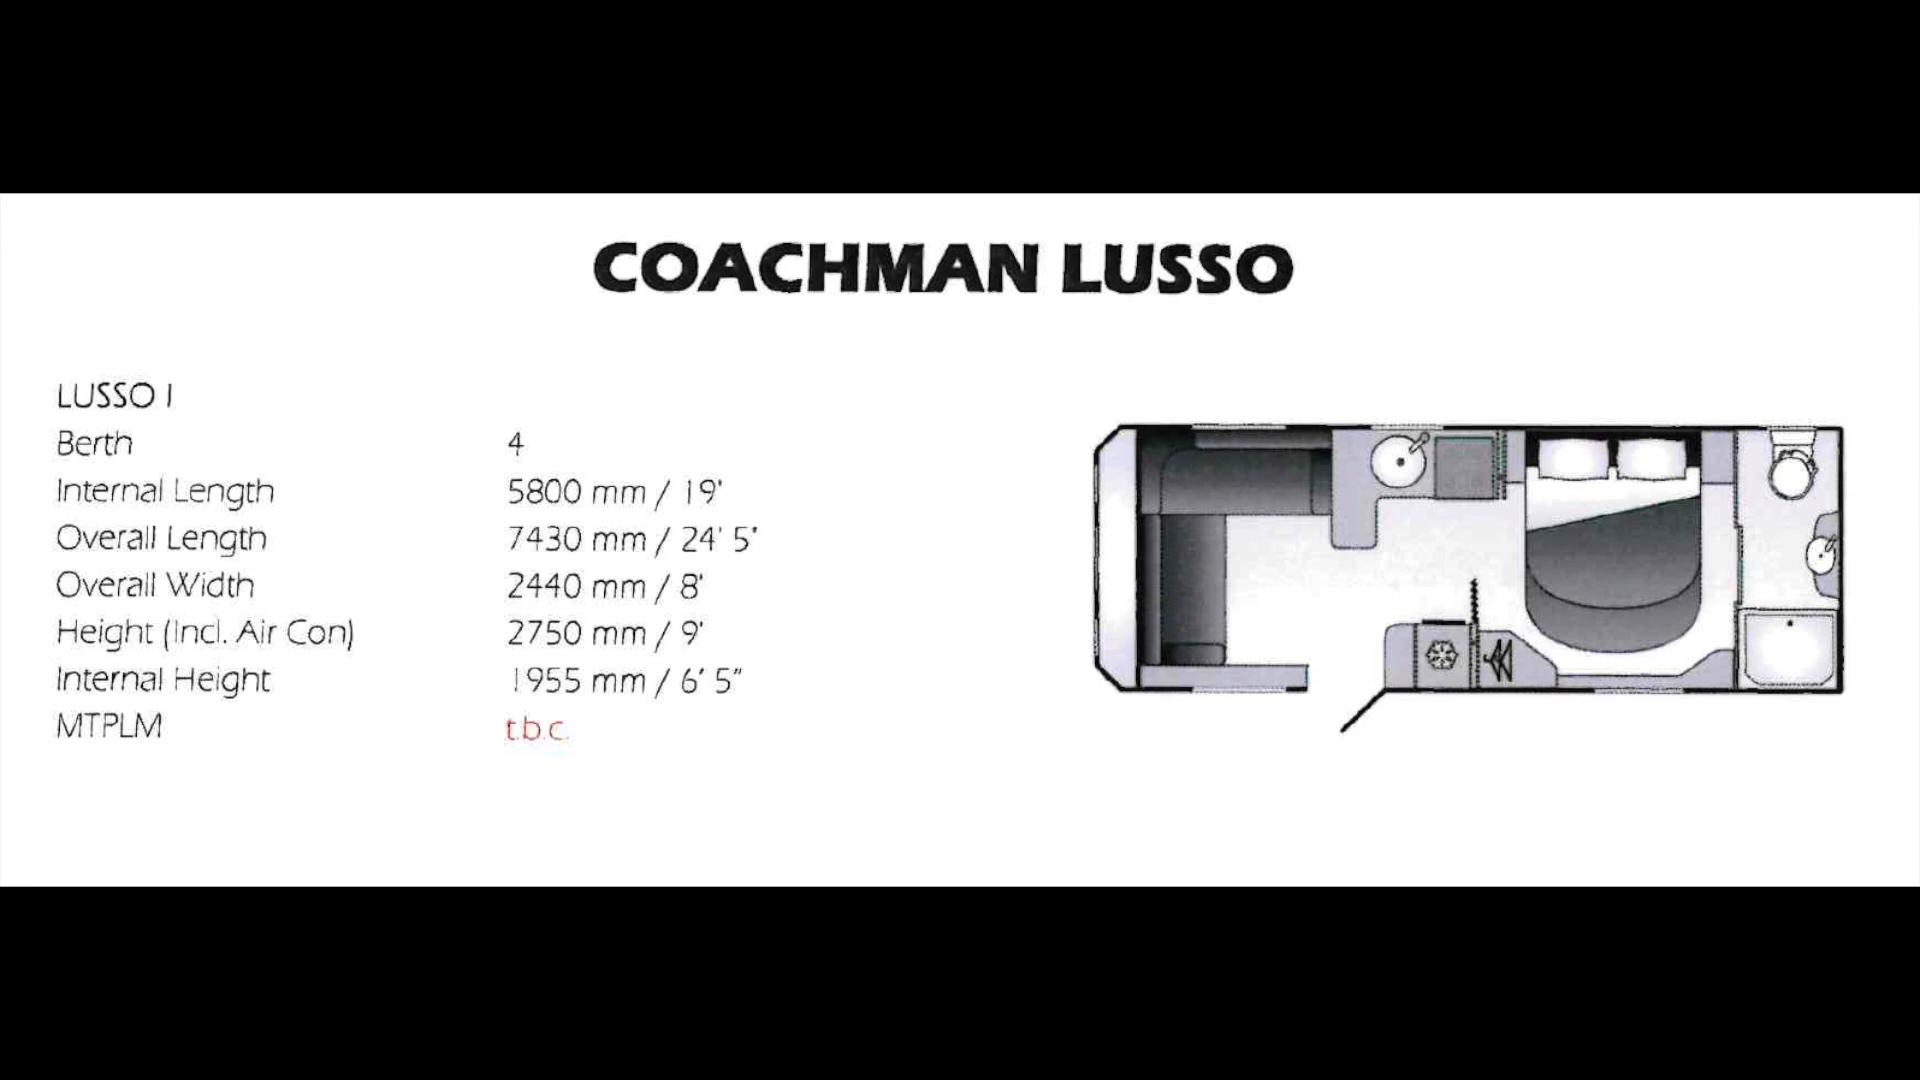 COACHMAN LUSSO
LUSSO I
Berth 4
Internal Length 5800 mm / 19'
Overall Length 7430 mm / 24' 5"
Overall Width 2440 mm / 8'
Height (Incl. Air Con) 2750 mm / 9'
Internal Height 1955 mm / 6' 5"
MTPLM t.b.c.